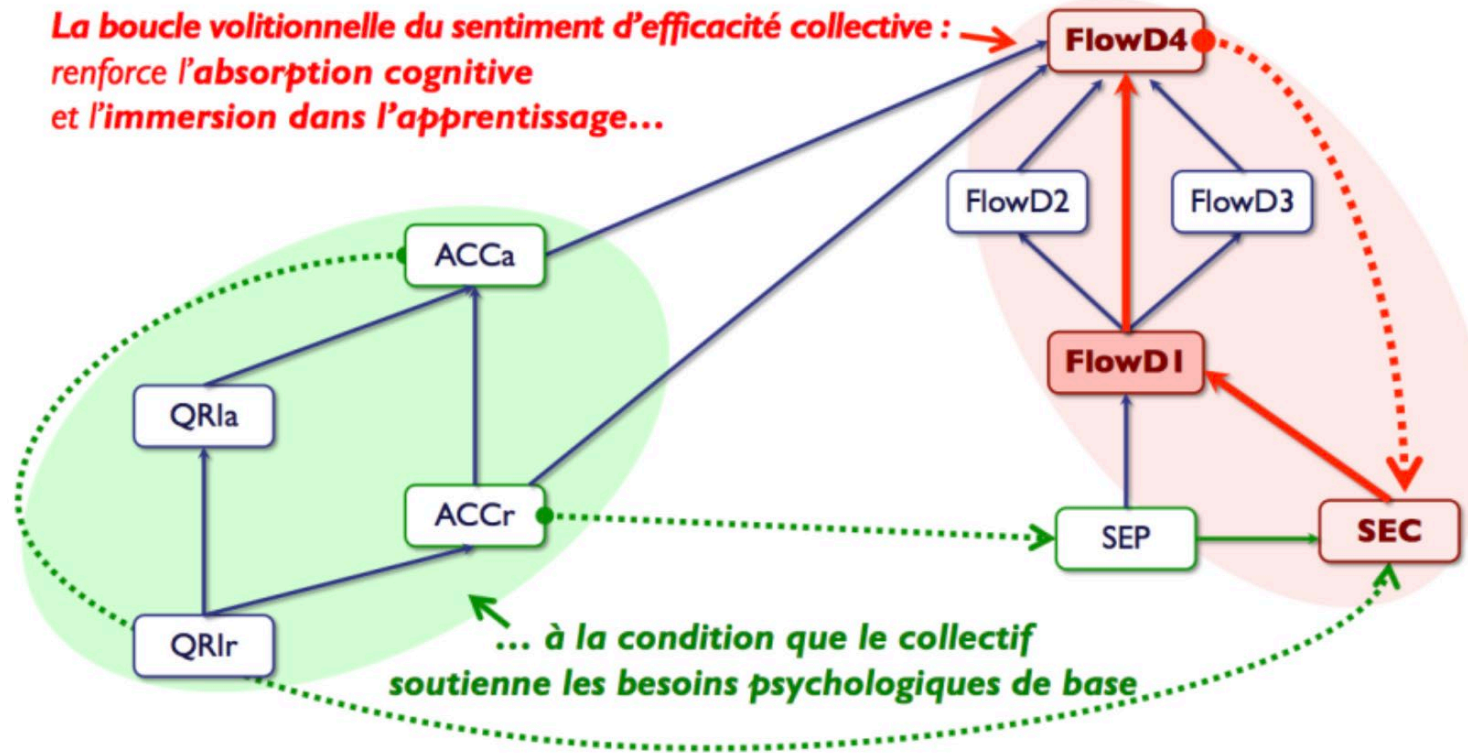 La boucle volitionnelle du sentiment d'efficacité collective :
renforce l'absorption cognitive
et l'immersion dans l'apprentissage...
FlowD4
FlowD2
FlowD3
ACCa
FlowD1
QRIa
ACCr
SEP
SEC
QRIr
... à la condition que le collectif
soutienne les besoins psychologiques de base